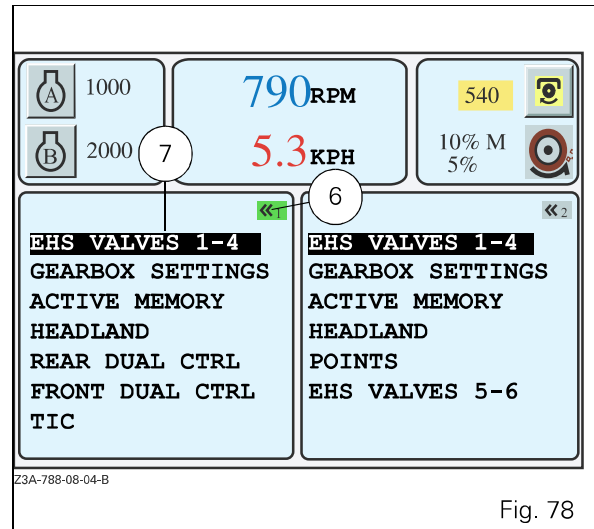 A 1000
B 2000
790RPM
5.3 KPH
540
10% M
5%
7
6
«1
EHS VALVES 1-4
GEARBOX SETTINGS
ACTIVE MEMORY
HEADLAND
REAR DUAL CTRL
FRONT DUAL CTRL
TIC
«2
EHS VALVES 1-4
GEARBOX SETTINGS
ACTIVE MEMORY
HEADLAND
POINTS
EHS VALVES 5-6
Z3A-788-08-04-B
Fig. 78